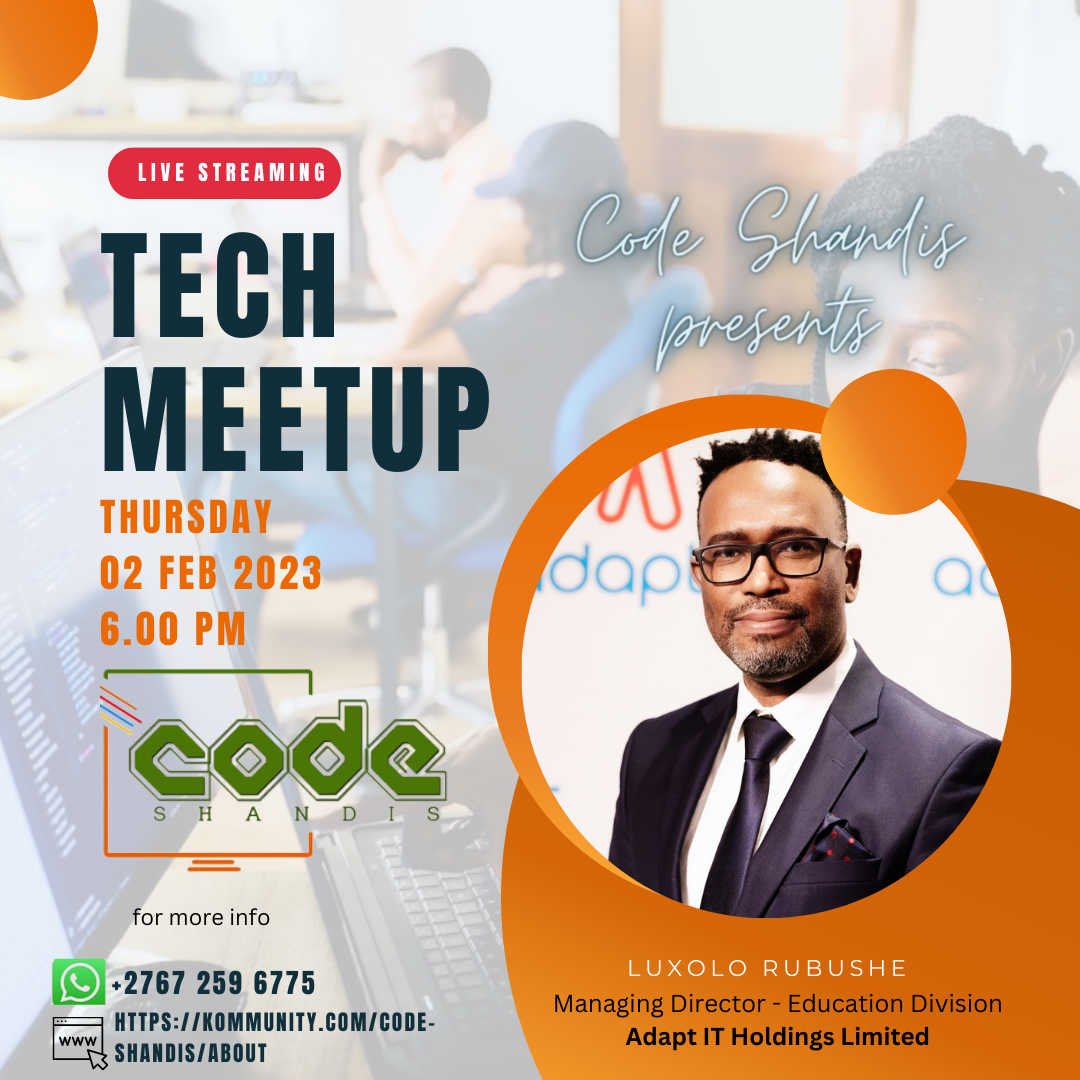 LIVE STREAMING
TECH
MEETUP
THURSDAY
02 FEB 2023
6.00 PM
code
SHANDIS
for more info
+2767 259 6775
www
HTTPS://KOMMUNITY.COM/CODE-
SHANDIS/ABOUT
Code Shandis
presents
adapt
LUXOLO RUBUSHE
Managing Director - Education Division
Adapt IT Holdings Limited